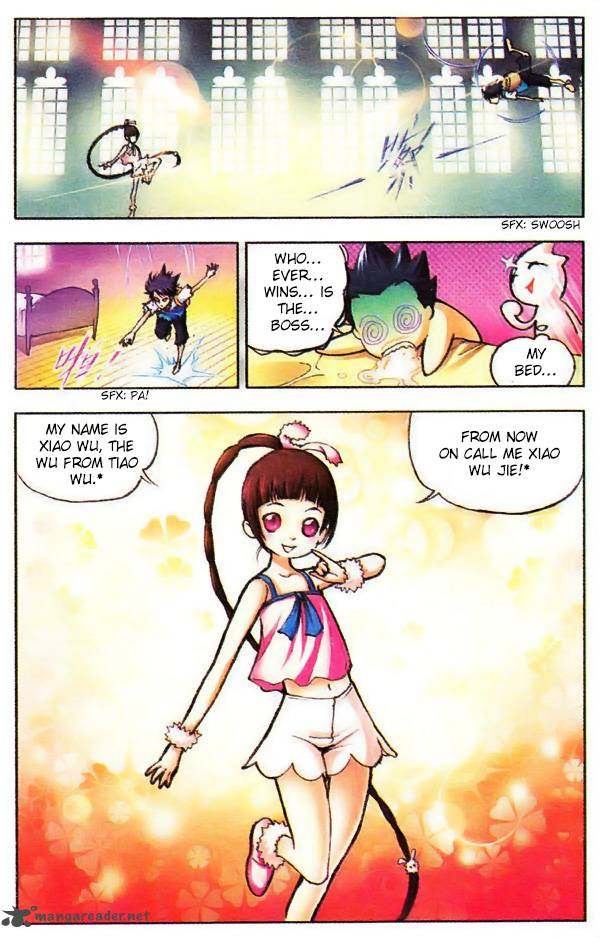 SFX: SWOOSH
SFX: PA!
WHO...
EVER...
WINS... IS
THE...
BOSS...
MY
BED...
MY NAME IS
XIAO WU, THE
WU FROM TIAO
WU.*
FROM NOW
ON CALL ME XIAO
WU JIE!*
mangareader.net